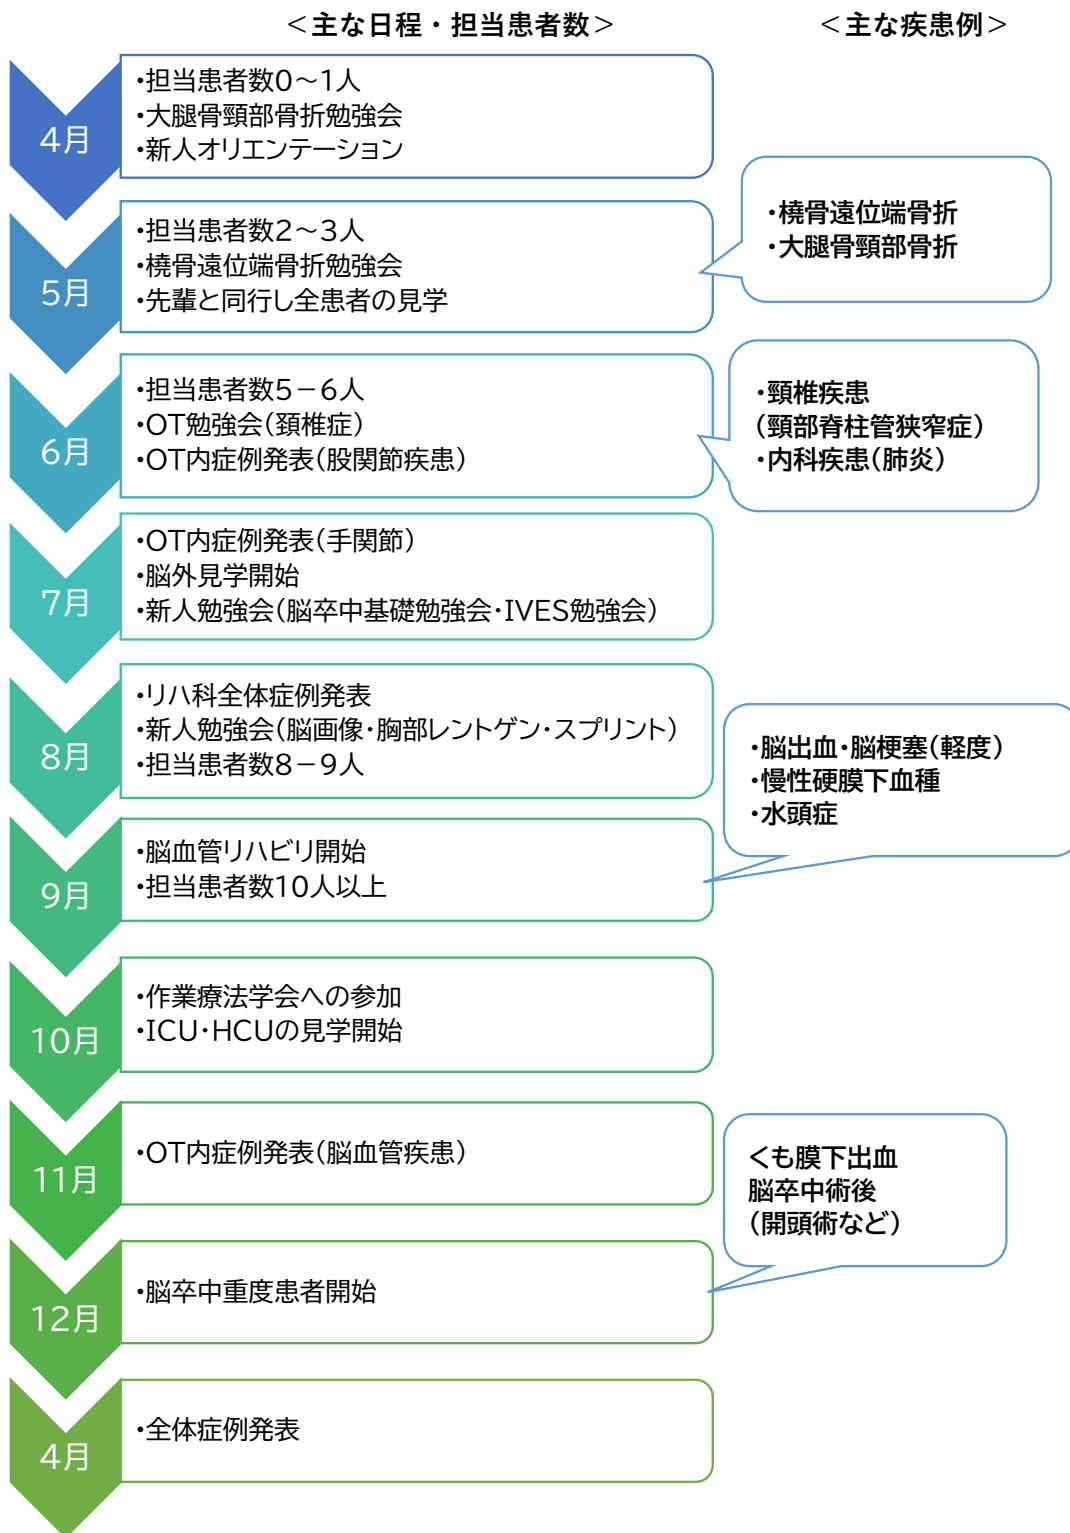 ＜主な日程・担当患者数＞
＜主な疾患例＞
4月
・担当患者数0～1人
・大腿骨頸部骨折勉強会
・新人オリエンテーション
5月
・担当患者数2～3人
・橈骨遠位端骨折勉強会
・先輩と同行し全患者の見学
・橈骨遠位端骨折
・大腿骨頸部骨折
6月
・担当患者数5－6人
・OT勉強会（頚椎症）
・OT内症例発表（股関節疾患）
・頸椎疾患
（頸部脊柱管狭窄症）
・内科疾患（肺炎）
7月
・OT内症例発表（手関節）
・脳外見学開始
・新人勉強会（脳卒中基礎勉強会・IVES勉強会）
8月
・リハ科全体症例発表
・新人勉強会（脳画像・胸部レントゲン・スプリント）
・担当患者数8－9人
9月
・脳血管リハビリ開始
・担当患者数10人以上
・脳出血・脳梗塞（軽度）
・慢性硬膜下血種
・水頭症
10月
・作業療法学会への参加
・ICU・HCUの見学開始
11月
・OT内症例発表（脳血管疾患）
12月
・脳卒中重度患者開始
くも膜下出血
脳卒中術後
（開頭術など）
4月
・全体症例発表